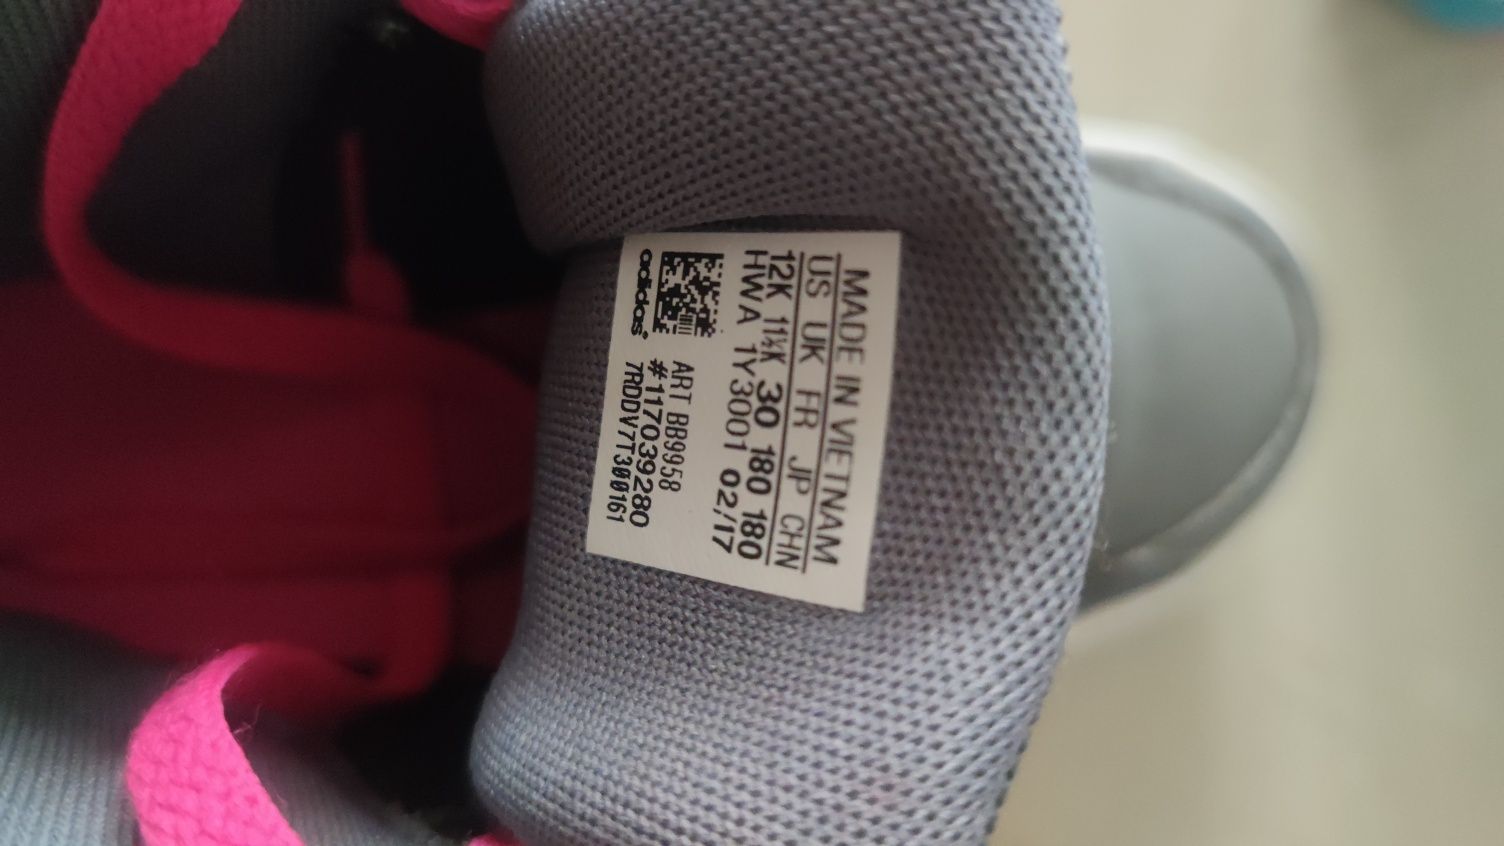 MADE IN VIETNAM
US UK FR JP CHN
12K 11½K 30 180 180
HWA 1Y3001 02/17
ART BB9958
#117039280
7RDDV7T300161
adidas